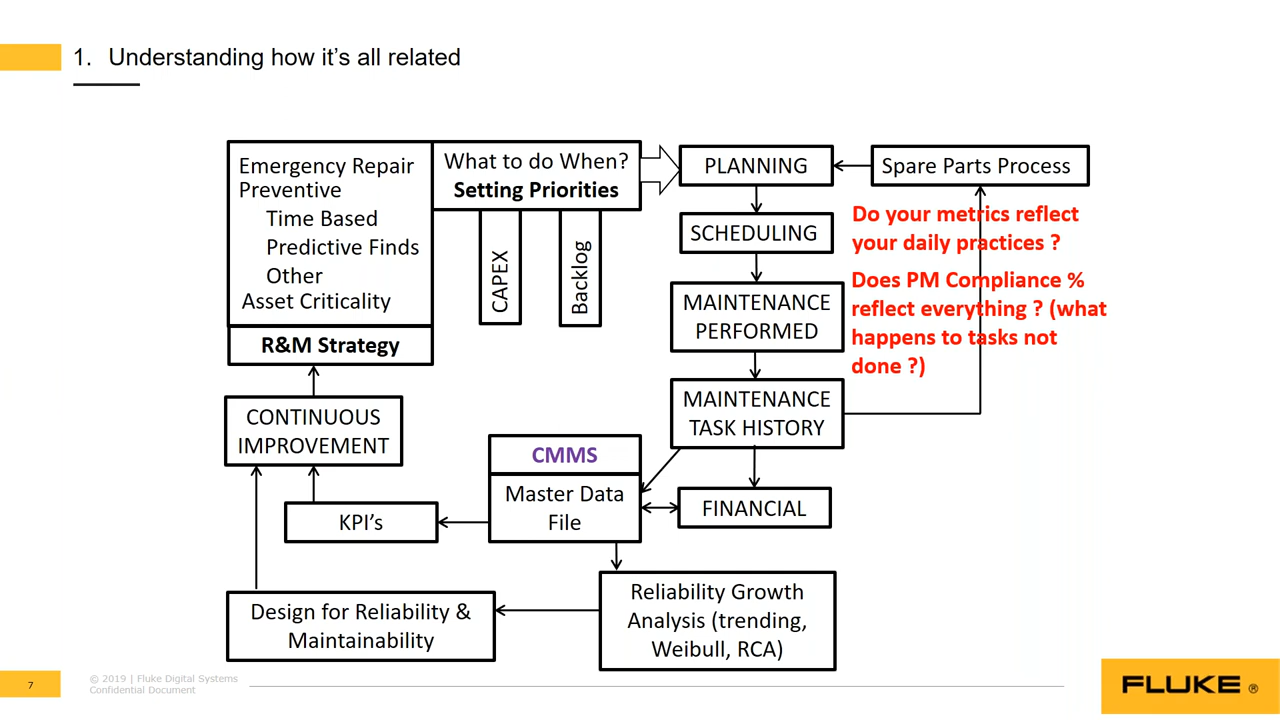 1. Understanding how it's all related
Emergency Repair
Preventive
Time Based
Predictive Finds
Other
Asset Criticality
R&M Strategy
What to do When?
Setting Priorities
CAPEX
Backlog
PLANNING
Spare Parts Process
SCHEDULING
Do your metrics reflect
your daily practices ?
Does PM Compliance %
reflect everything ? (what
happens to tasks not
done ?)
MAINTENANCE
PERFORMED
MAINTENANCE
TASK HISTORY
CONTINUOUS
IMPROVEMENT
CMMS
Master Data
File
FINANCIAL
KPI's
Reliability Growth
Analysis (trending,
Weibull, RCA)
Design for Reliability &
Maintainability
7
© 2019 | Fluke Digital Systems
Confidential Document
FLUKE ®